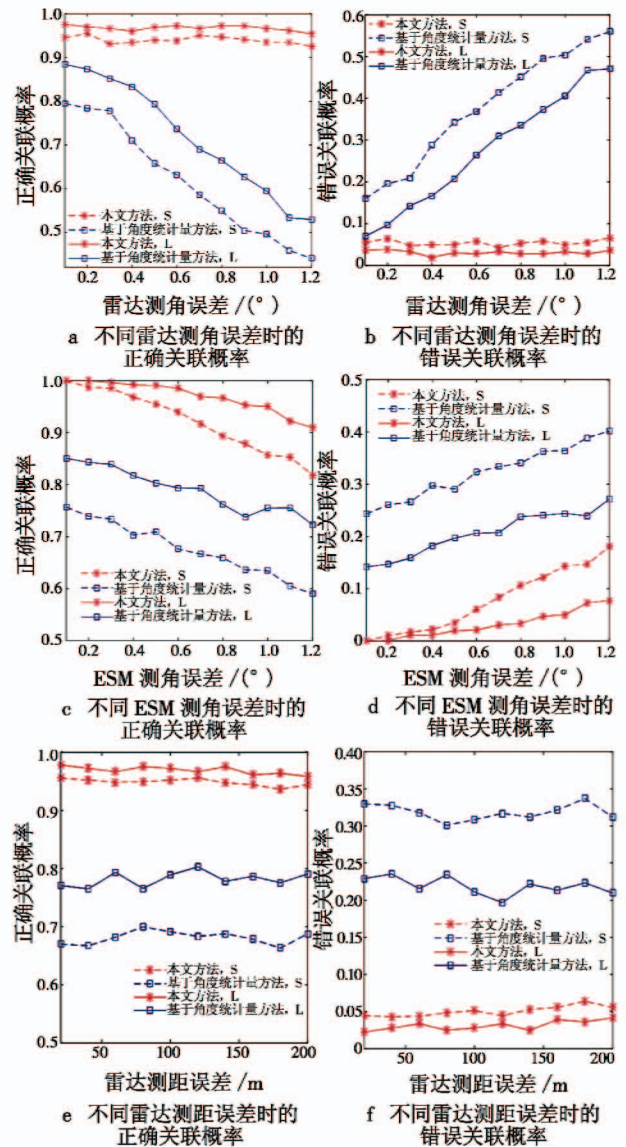 1.0
0.9
0.8
0.7
0.6
0.5
正确关联概率
本文方法, S
基于角度统计量方法, S
本文方法, L
基于角度统计量方法, L
0.2 0.4 0.6 0.8 1.0 1.2
雷达测角误差 /(°)
a 不同雷达测角误差时的
正确关联概率
0.6
0.5
0.4
0.3
0.2
0.1
0
错误关联概率
本文方法, S
基于角度统计量方法, S
本文方法, L
基于角度统计量方法, L
0.2 0.4 0.6 0.8 1.0 1.2
雷达测角误差 /(°)
b 不同雷达测角误差时的
错误关联概率
1.0
0.9
0.8
0.7
0.6
0.5
正确关联概率
本文方法, S
基于角度统计量方法, S
本文方法, L
基于角度统计量方法, L
0.2 0.4 0.6 0.8 1.0 1.2
ESM 测角误差 /(°)
c 不同 ESM 测角误差时的
正确关联概率
0.5
0.4
0.3
0.2
0.1
0
错误关联概率
本文方法, S
基于角度统计量方法, S
本文方法, L
基于角度统计量方法, L
0.2 0.4 0.6 0.8 1.0 1.2
ESM 测角误差 /(°)
d 不同 ESM 测角误差时的
错误关联概率
1.0
0.9
0.8
0.7
0.6
0.5
正确关联概率
本文方法, S
基于角度统计量方法, S
本文方法, L
基于角度统计量方法, L
50 100 150 200
雷达测距误差 /m
e 不同雷达测距误差时的
正确关联概率
0.40
0.35
0.30
0.25
0.20
0.15
0.10
0.05
0
错误关联概率
本文方法, S
基于角度统计量方法, S
本文方法, L
基于角度统计量方法, L
50 100 150 200
雷达测距误差 /m
f 不同雷达测距误差时的
错误关联概率